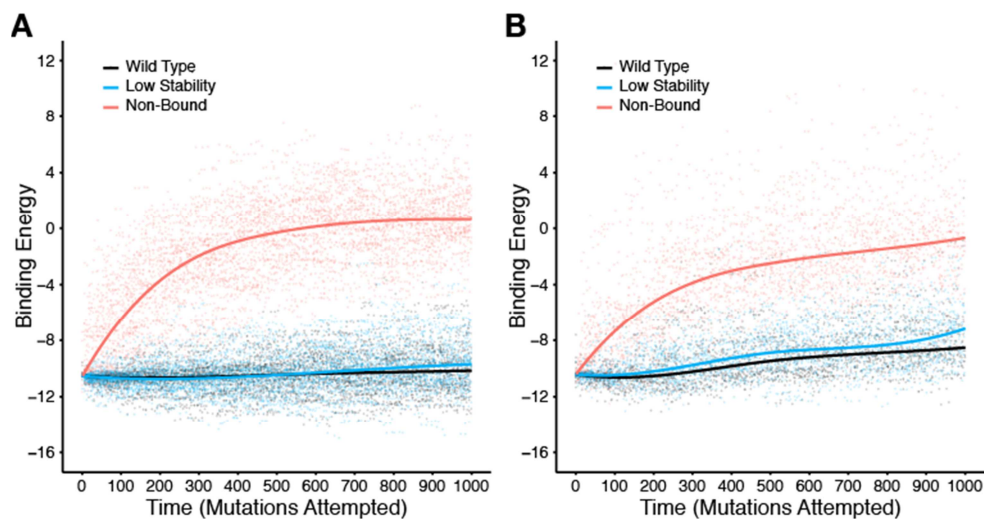 A
12
8
4
0
−4
−8
−12
−16
Binding Energy
Wild Type
Low Stability
Non-Bound
0 100 200 300 400 500 600 700 800 900 1000
Time (Mutations Attempted)
B
12
8
4
0
−4
−8
−12
−16
Binding Energy
Wild Type
Low Stability
Non-Bound
0 100 200 300 400 500 600 700 800 900 1000
Time (Mutations Attempted)